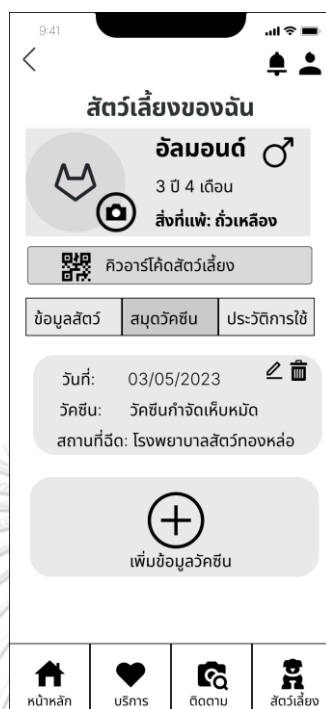 9:41
สัตว์เลี้ยงของฉัน
อัลมอนด์
3 ปี 4 เดือน
สิ่งที่แพ้: ถั่วเหลือง
คิวอาร์โค้ดสัตว์เลี้ยง
ข้อมูลสัตว์ สมุดวัคซีน ประวัติการใช้
วันที่: 03/05/2023
วัคซีน: วัคซีนกำจัดเห็บหมัด
สถานที่ฉีด: โรงพยาบาลสัตว์ทองหล่อ
เพิ่มข้อมูลวัคซีน
หน้าหลัก บริการ ติดตาม สัตว์เลี้ยง